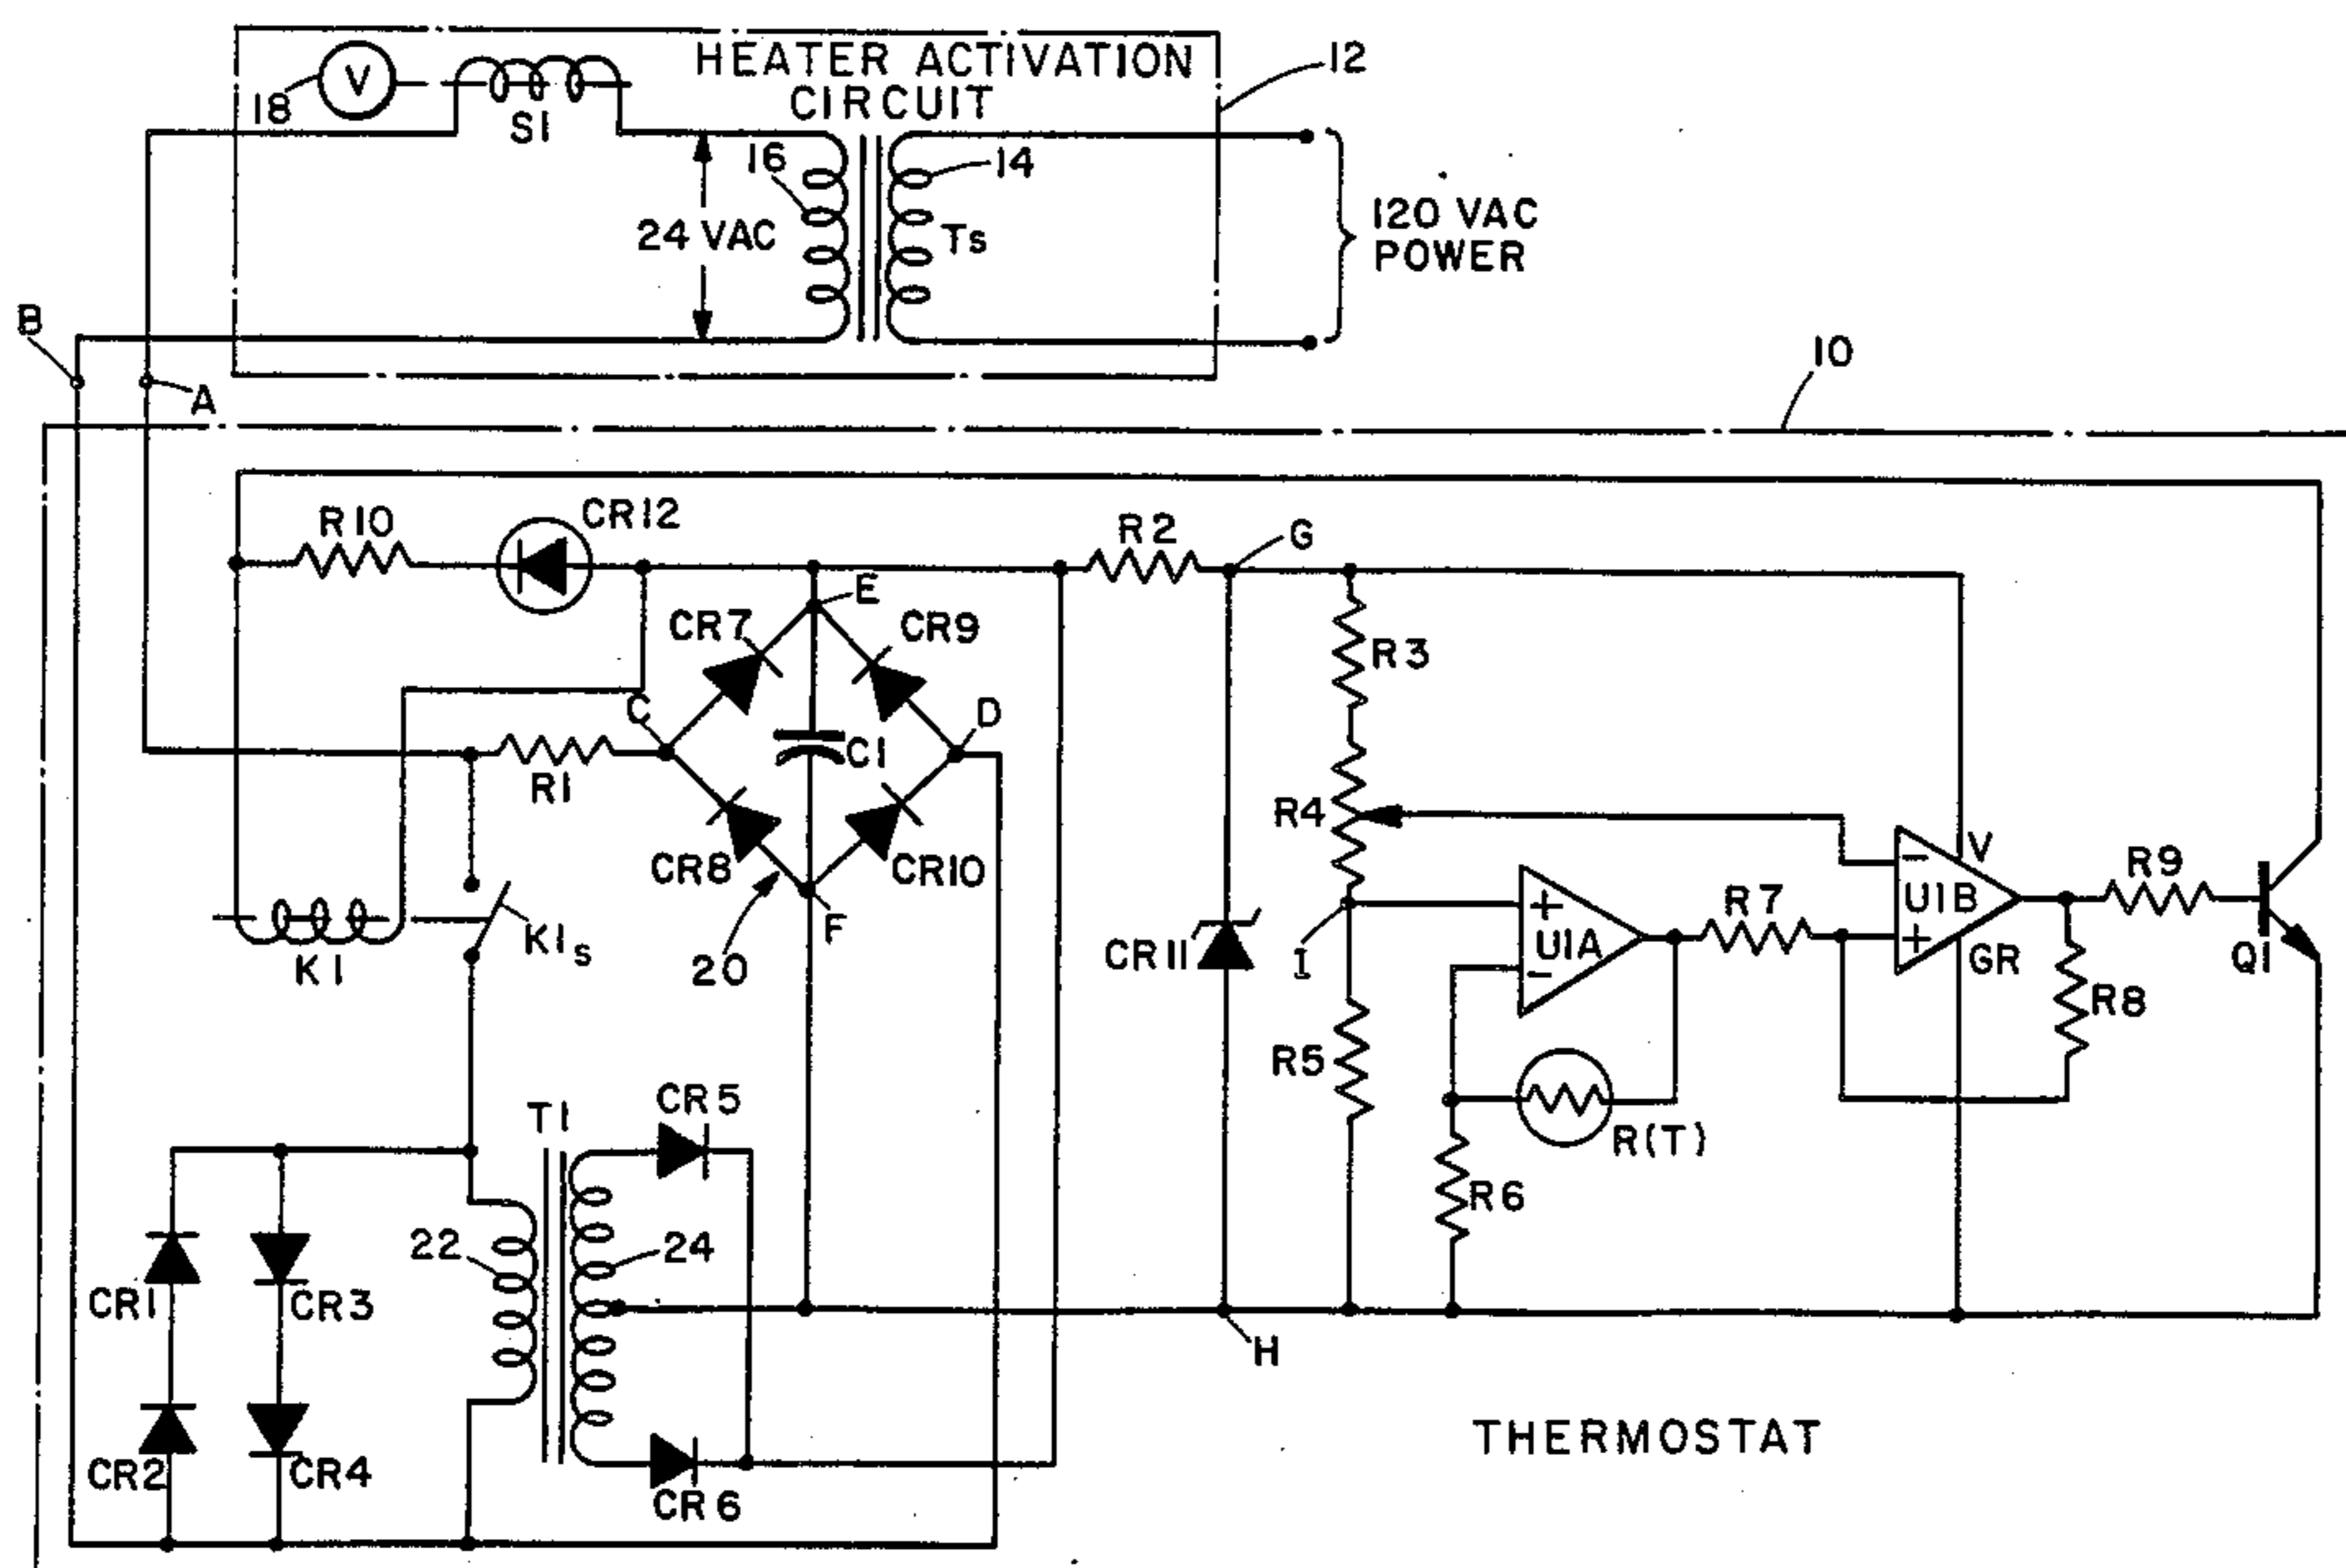 HEATER ACTIVATION
CIRCUIT
12
V
18
S1
16
14
24 VAC
Ts
120 VAC
POWER
B
A
10
R10
CR12
R2
G
E
CR7
CR9
R3
C
D
R1
C1
R4
CR8
CR10
V
R9
R7
U1B
+
-
F
K1s
K1
20
CR11
I
+
U1A
-
GR
Q1
R8
R5
T1
CR5
R(T)
R6
22
24
CR1
CR3
H
CR2
CR4
CR6
THERMOSTAT